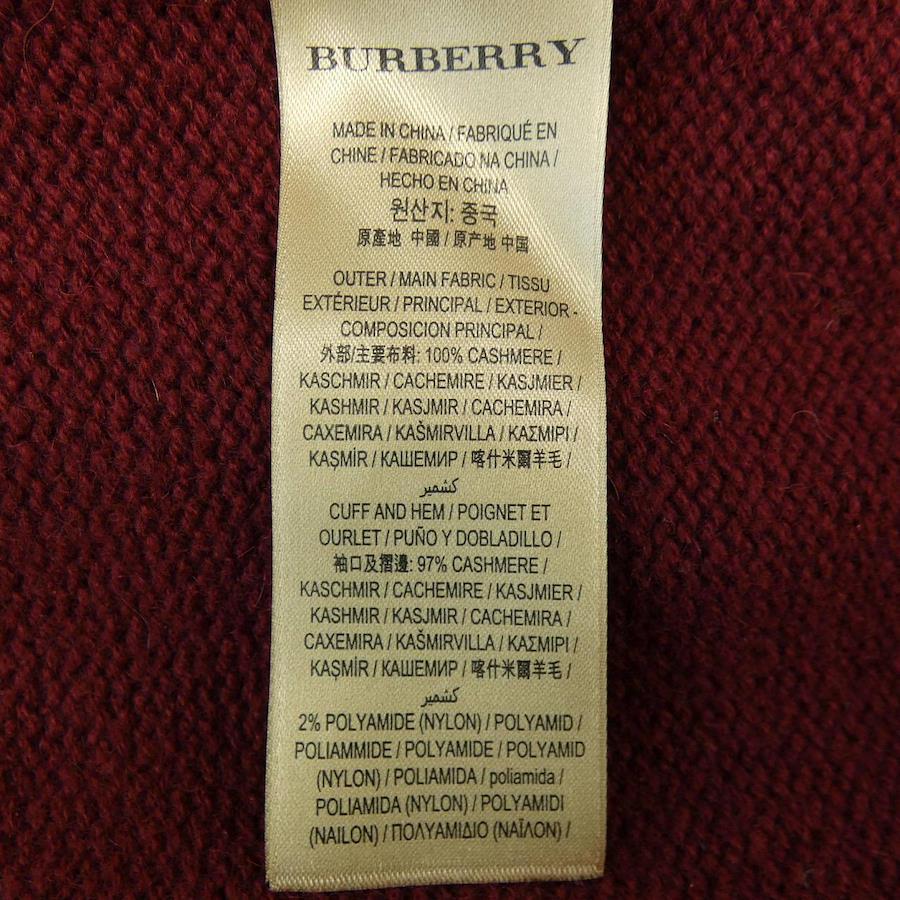 BURBERRY
MADE IN CHINA / FABRIQUÉ EN
CHINE / FABRICADO NA CHINA /
HECHO EN CHINA
원산지: 중국
原產地 中國 / 原产地 中国
OUTER / MAIN FABRIC / TISSU
EXTÉRIEUR / PRINCIPAL / EXTERIOR -
COMPOSICION PRINCIPAL /
外部/主要布料: 100% CASHMERE /
KASCHMIR / CACHEMIRE / KASJMIER /
KASHMIR / KASJMIR / CACHEMIRA /
CAXEMIRA / KAŠMIRVILLA / ΚΑΣΜΙΡΙ /
KAŞMİR / КАШЕМИР / 喀什米爾羊毛 /
كشمير
CUFF AND HEM / POIGNET ET
OURLET / PUÑO Y DOBLADILLO /
袖口及摺邊: 97% CASHMERE /
KASCHMIR / CACHEMIRE / KASJMIER /
KASHMIR / KASJMIR / CACHEMIRA /
CAXEMIRA / KAŠMIRVILLA / ΚΑΣΜΙΡΙ /
KAŞMİR / КАШЕМИР / 喀什米爾羊毛 /
كشمير
2% POLYAMIDE (NYLON) / POLYAMID /
POLIAMMIDE / POLYAMIDE / POLYAMID
(NYLON) / POLIAMIDA / poliamida /
POLIAMIDA (NYLON) / POLYAMIDI
(NAILON) / ΠΟΛΥΑΜΙΔΙΟ (ΝΑΪΛΟΝ) /